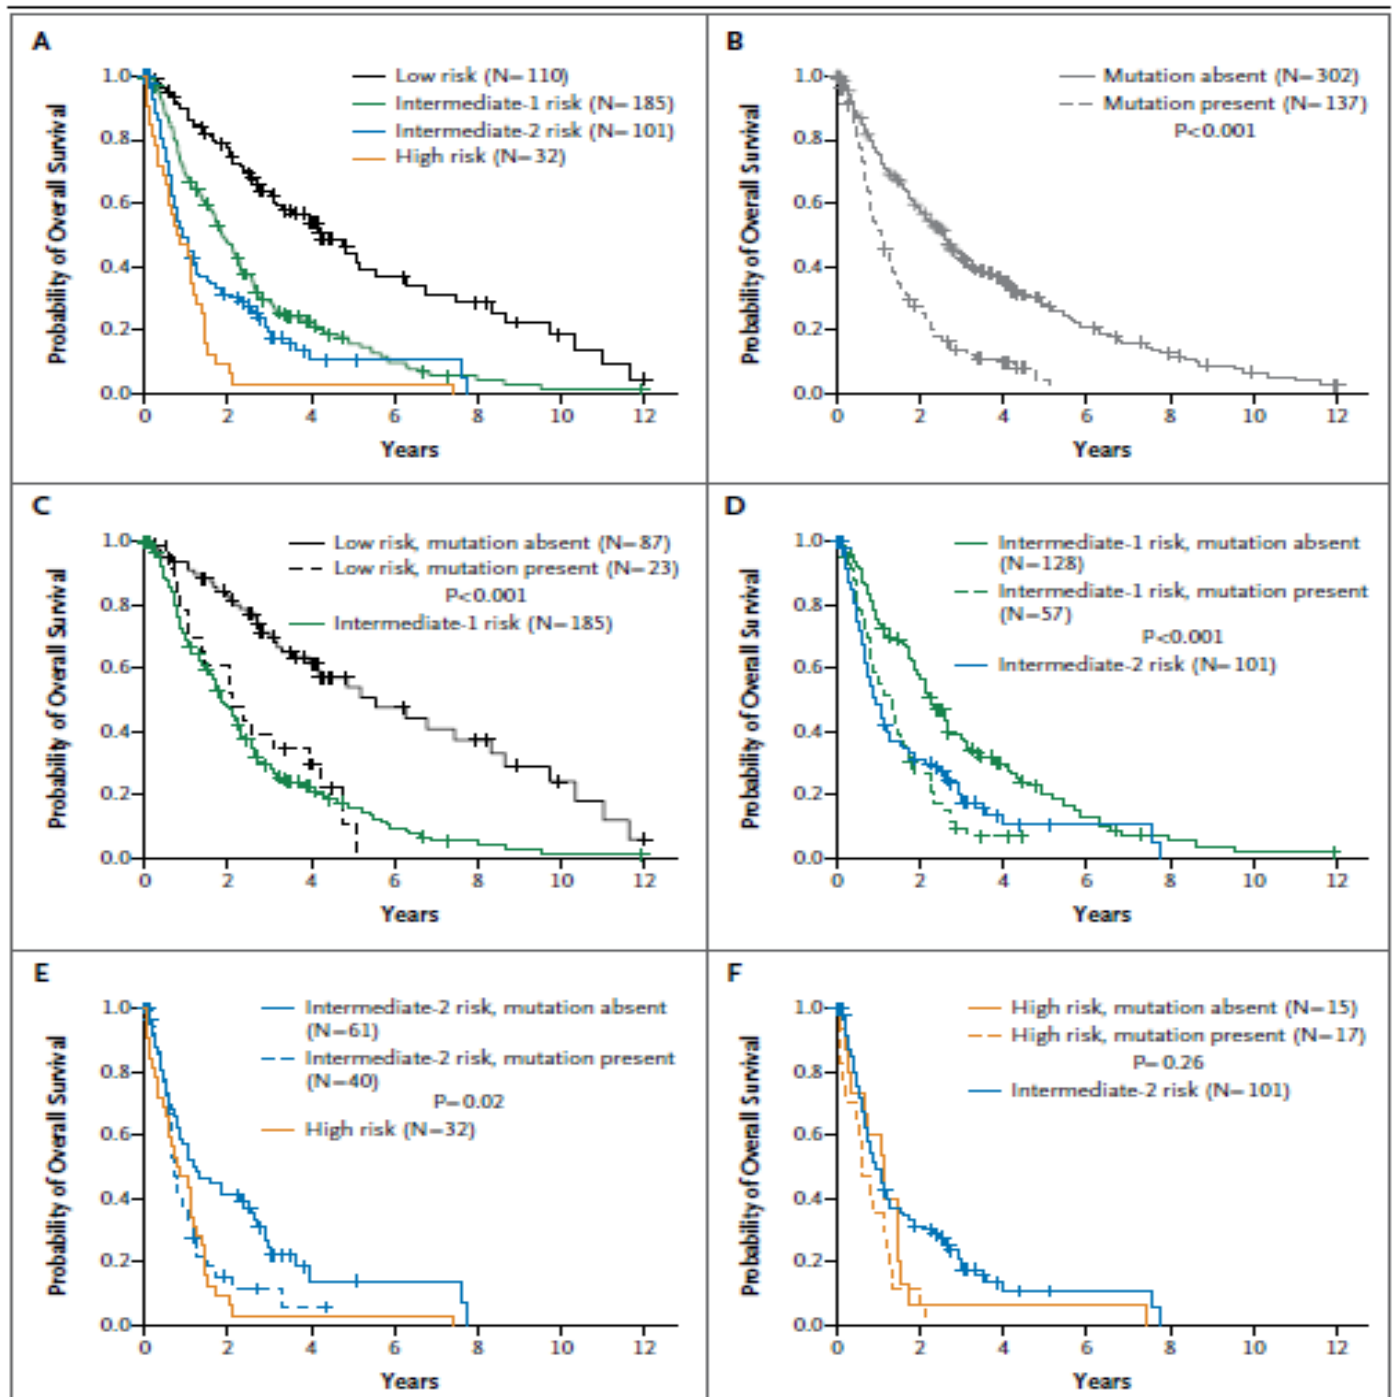 A
Probability of Overall Survival
1.0
0.8
0.6
0.4
0.2
0.0
Low risk (N=110)
Intermediate-1 risk (N=185)
Intermediate-2 risk (N=101)
High risk (N=32)
0 2 4 6 8 10 12
Years
B
Probability of Overall Survival
1.0
0.8
0.6
0.4
0.2
0.0
Mutation absent (N=302)
Mutation present (N=137)
P<0.001
0 2 4 6 8 10 12
Years
C
Probability of Overall Survival
1.0
0.8
0.6
0.4
0.2
0.0
Low risk, mutation absent (N=87)
Low risk, mutation present (N=23)
P<0.001
Intermediate-1 risk (N=185)
0 2 4 6 8 10 12
Years
D
Probability of Overall Survival
1.0
0.8
0.6
0.4
0.2
0.0
Intermediate-1 risk, mutation absent
(N=128)
Intermediate-1 risk, mutation present
(N=57)
P<0.001
Intermediate-2 risk (N=101)
0 2 4 6 8 10 12
Years
E
Probability of Overall Survival
1.0
0.8
0.6
0.4
0.2
0.0
Intermediate-2 risk, mutation absent
(N=61)
Intermediate-2 risk, mutation present
(N=40)
P=0.02
High risk (N=32)
0 2 4 6 8 10 12
Years
F
Probability of Overall Survival
1.0
0.8
0.6
0.4
0.2
0.0
High risk, mutation absent (N=15)
High risk, mutation present (N=17)
P=0.26
Intermediate-2 risk (N=101)
0 2 4 6 8 10 12
Years